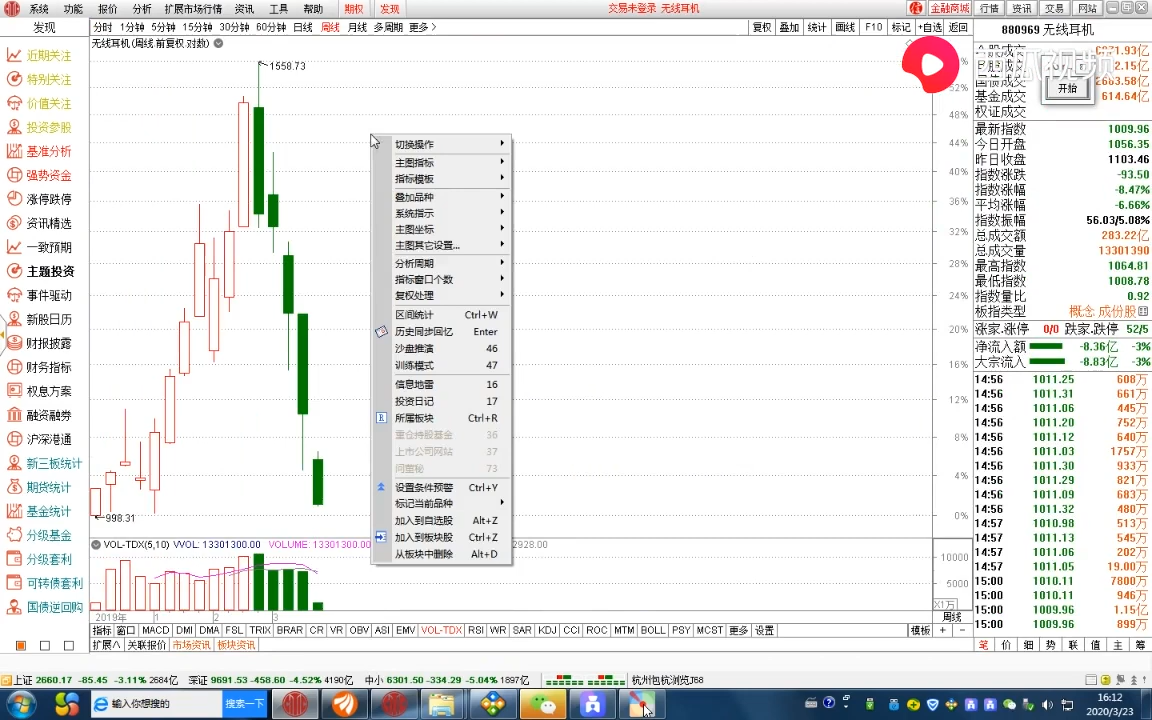 系统 功能 报价 分析 扩展市场行情 资讯 工具 帮助 期权 发现 交易未登录 无线耳机 金融商城 行情 资讯 交易 网站
发现 分时 1分钟 5分钟 15分钟 30分钟 60分钟 日线 周线 月线 多周期 更多> 复权 叠加 统计 画线 F10 标记 +自选 返回
880969 无线耳机
无线耳机(周线 前复权 对数)
近期关注
特别关注
价值关注
投资参股
基准分析
强势资金
涨停跌停
资讯精选
一致预期
主题投资
事件驱动
新股日历
财报披露
财务指标
权息方案
融资融券
沪深港通
新三板统计
期货统计
基金统计
分级基金
分级套利
可转债套利
国债逆回购
1558.73
998.31
52%
48%
44%
40%
36%
32%
28%
24%
20%
16%
12%
8%
4%
0%
切换操作
主图指标
指标模板
叠加品种
系统指示
主图坐标
主图其它设置...
分析周期
指标窗口个数
复权处理
区间统计 Ctrl+W
历史同步回忆 Enter
沙盘推演 46
训练模式 47
信息地雷 16
投资日记 17
所属板块 Ctrl+R
重仓持股基金 36
上市公司网站 37
问董秘 73
设置条件预警 Ctrl+Y
标记当前品种
加入到自选股 Alt+Z
加入到板块股 Ctrl+Z
从板块中删除 Alt+D
西瓜视频
开始
国债成交 2683.58亿
基金成交 614.64亿
权证成交
最新指数 1009.96
今日开盘 1056.35
昨日收盘 1103.46
指数涨跌 -93.50
指数涨幅 -8.47%
平均涨幅 -6.66%
指数振幅 56.03/5.08%
总成交额 283.22亿
总成交量 13301390
最高指数 1064.81
最低指数 1008.78
指数量比 0.92
板指类型 概念 成份股
涨家.涨停 0/0 跌家.跌停 52/5
净流入额 -8.36亿 -3%
大宗流入 -8.83亿 -3%
14:56 1011.25 608万
14:56 1011.31 661万
14:56 1011.06 445万
14:56 1011.20 752万
14:56 1011.12 640万
14:56 1011.03 1757万
14:56 1011.30 933万
14:56 1011.29 821万
14:56 1011.09 683万
14:56 1011.32 480万
14:57 1010.98 513万
14:57 1011.13 545万
14:57 1011.06 202万
14:57 1011.05 19.00万
15:00 1010.11 7800万
15:00 1010.11 946万
15:00 1009.96 1.15亿
15:00 1009.96 899万
VOL-TDX(5,10) VVOL: 13301300.00 VOLUME: 13301300.00 2928.00
10000
5000
X1万
2019年 1 2 3 周线
指标 窗口 MACD DMI DMA FSL TRIX BRAR CR VR OBV ASI EMV VOL-TDX RSI WR SAR KDJ CCI ROC MTM BOLL PSY MCST 更多 设置 模板 + - 笔 价 细 势 联 值 主 筹
扩展∧ 关联报价 市场资讯 板块资讯
上证 2660.17 -85.45 -3.11% 2684亿 深证 9691.53 -458.60 -4.52% 4190亿 中小 6301.50 -334.29 -5.04% 1897亿
输入你想搜的 搜索一下
16:12
2020/3/23